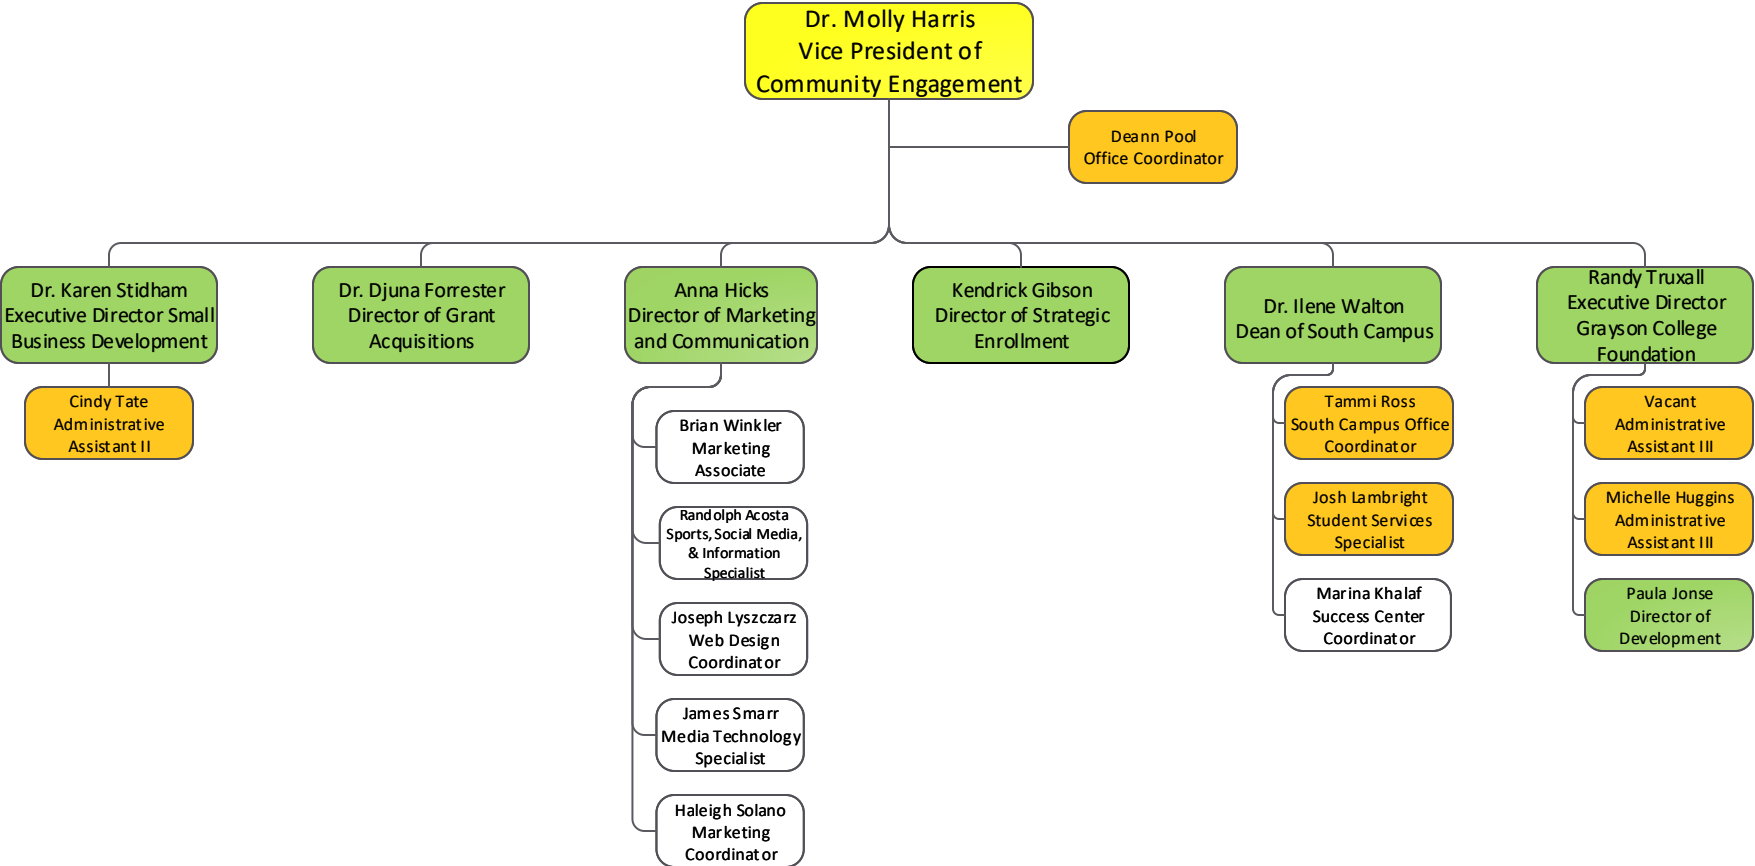 Dr. Molly Harris
Vice President of
Community Engagement
Deann Pool
Office Coordinator
Dr. Karen Stidham
Executive Director Small
Business Development
Dr. Djuna Forrester
Director of Grant
Acquisitions
Anna Hicks
Director of Marketing
and Communication
Kendrick Gibson
Director of Strategic
Enrollment
Dr. Ilene Walton
Dean of South Campus
Randy Truxall
Executive Director
Grayson College
Foundation
Cindy Tate
Administrative
Assistant II
Brian Winkler
Marketing
Associate
Randolph Acosta
Sports, Social Media,
& Information
Specialist
Joseph Lyszczarz
Web Design
Coordinator
James Smarr
Media Technology
Specialist
Haleigh Solano
Marketing
Coordinator
Tammi Ross
South Campus Office
Coordinator
Josh Lambright
Student Services
Specialist
Marina Khalaf
Success Center
Coordinator
Vacant
Administrative
Assistant III
Michelle Huggins
Administrative
Assistant III
Paula Jonse
Director of
Development